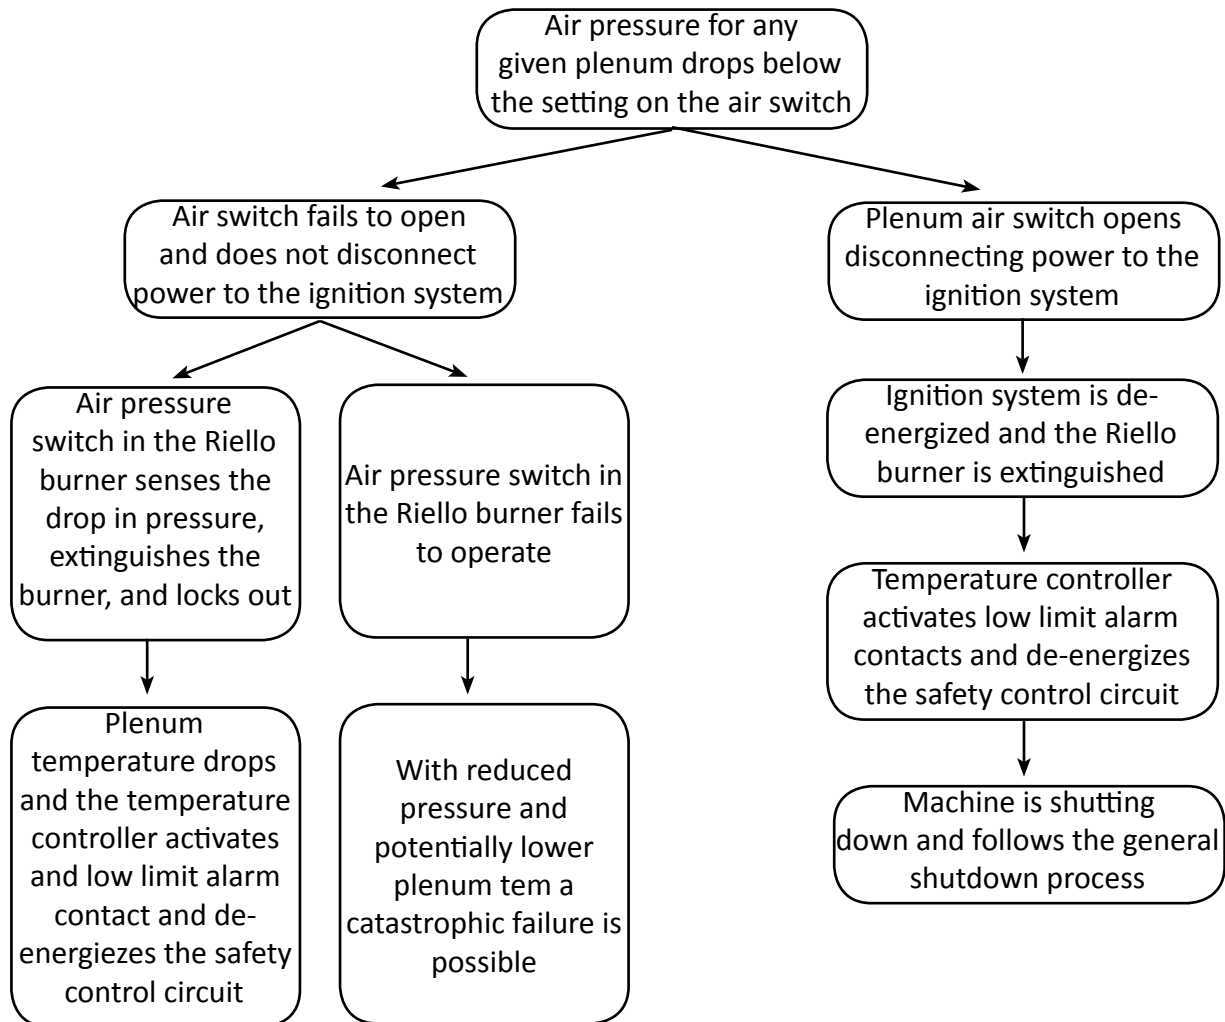 Air pressure for any
given plenum drops below
the setting on the air switch
Air switch fails to open
and does not disconnect
power to the ignition system
Plenum air switch opens
disconnecting power to the
ignition system
Air pressure
switch in the Riello
burner senses the
drop in pressure,
extinguishes the
burner, and locks out
Air pressure switch in
the Riello burner fails
to operate
Ignition system is de-
energized and the Riello
burner is extinguished
Temperature controller
activates low limit alarm
contacts and de-energizes
the safety control circuit
Plenum
temperature drops
and the temperature
controller activates
and low limit alarm
contact and de-
energiezes the safety
control circuit
With reduced
pressure and
potentially lower
plenum tem a
catastrophic failure is
possible
Machine is shutting
down and follows the general
shutdown process